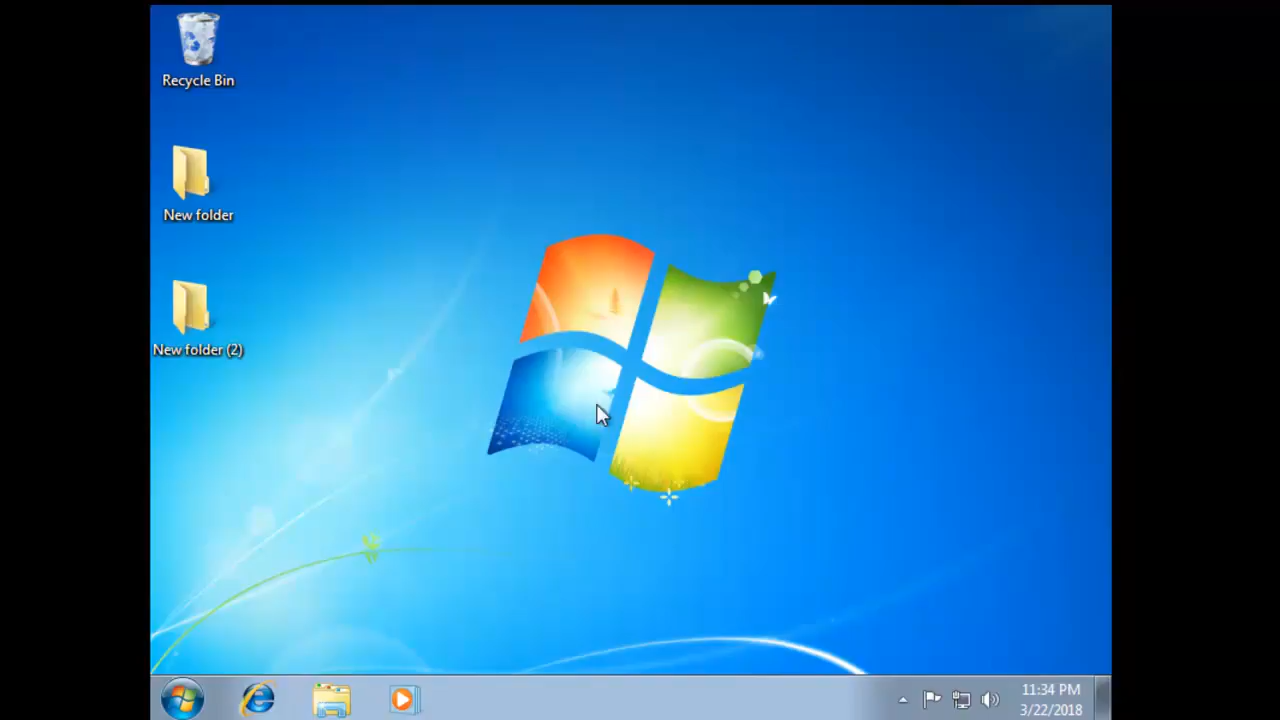 Recycle Bin
New folder
New folder (2)
11:34 PM
3/22/2018